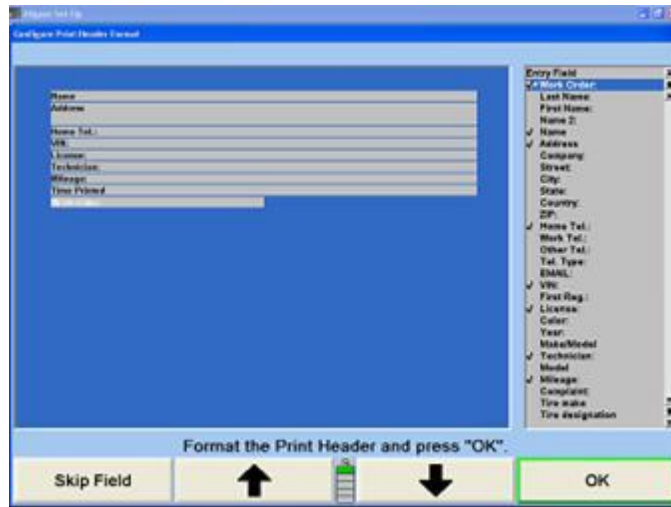 Aligner Set-Up
Configure Print Header Format
Name
Address
Home Tel.:
VIN:
License:
Technician:
Mileage:
Time Printed
Entry Field
Work Order:
Last Name:
First Name:
Name 2:
✓ Name
✓ Address
Company:
Street:
City:
State:
Country:
ZIP:
✓ Home Tel.:
Work Tel.:
Other Tel.:
Tel. Type:
EMAIL:
✓ VIN:
First Reg.:
✓ License:
Color:
Year:
Make/Model
✓ Technician:
Model
✓ Mileage:
Complaint:
Tire make
Tire designation
Format the Print Header and press "OK".
Skip Field
OK